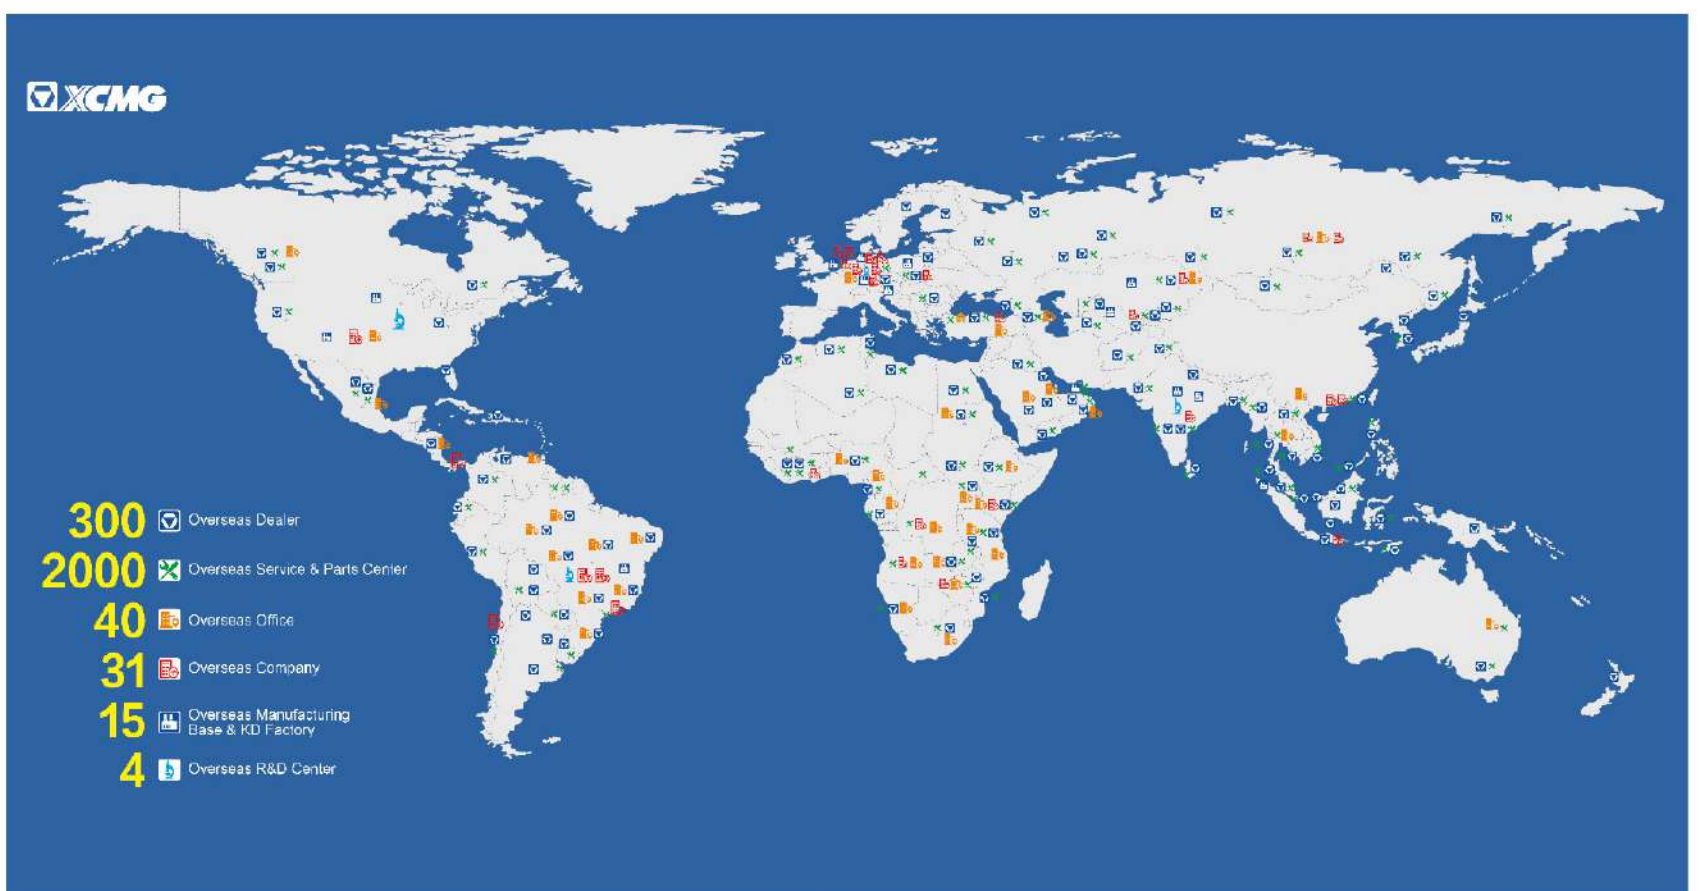 XCMG
300 Overseas Dealer
2000 Overseas Service & Parts Center
40 Overseas Office
31 Overseas Company
15 Overseas Manufacturing
Base & KD Factory
4 Overseas R&D Center